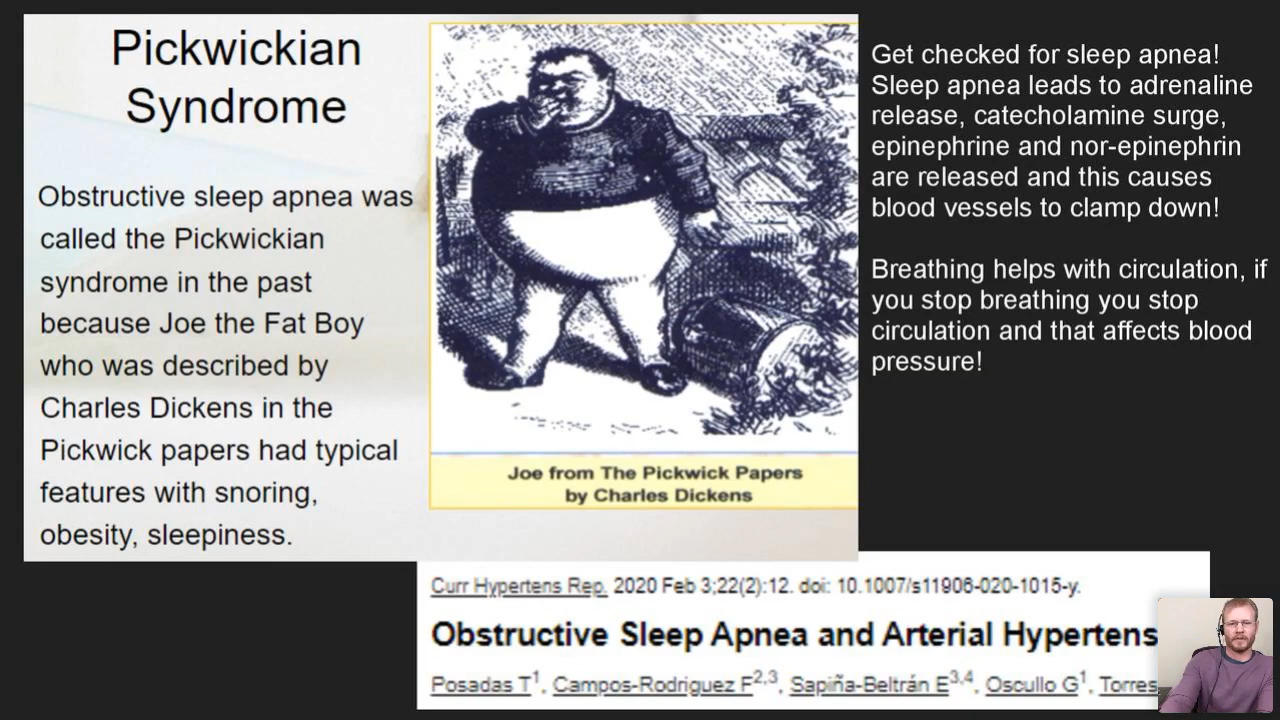 Pickwickian
Syndrome
Obstructive sleep apnea was
called the Pickwickian
syndrome in the past
because Joe the Fat Boy
who was described by
Charles Dickens in the
Pickwick papers had typical
features with snoring,
obesity, sleepiness.
Joe from The Pickwick Papers
by Charles Dickens
Get checked for sleep apnea!
Sleep apnea leads to adrenaline
release, catecholamine surge,
epinephrine and nor-epinephrin
are released and this causes
blood vessels to clamp down!
Breathing helps with circulation, if
you stop breathing you stop
circulation and that affects blood
pressure!
Curr Hypertens Rep. 2020 Feb 3;22(2):12. doi: 10.1007/s11906-020-1015-y.
Obstructive Sleep Apnea and Arterial Hypertens
Posadas T1, Campos-Rodriguez F2,3, Sapiña-Beltrán E3,4, Oscullo G1, Torres